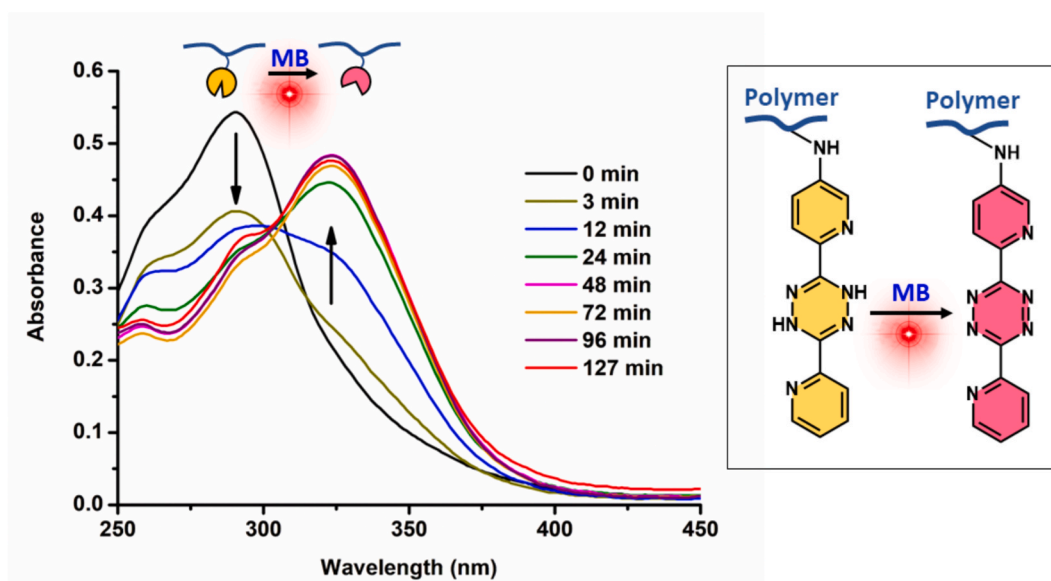 MB
0.6
0.5
0.4
0.3
0.2
0.1
0.0
Absorbance
0 min
3 min
12 min
24 min
48 min
72 min
96 min
127 min
250
300
350
400
450
Wavelength (nm)
Polymer
NH
N
N
NH
HN
N
N
MB
Polymer
NH
N
N
N
N
N
N